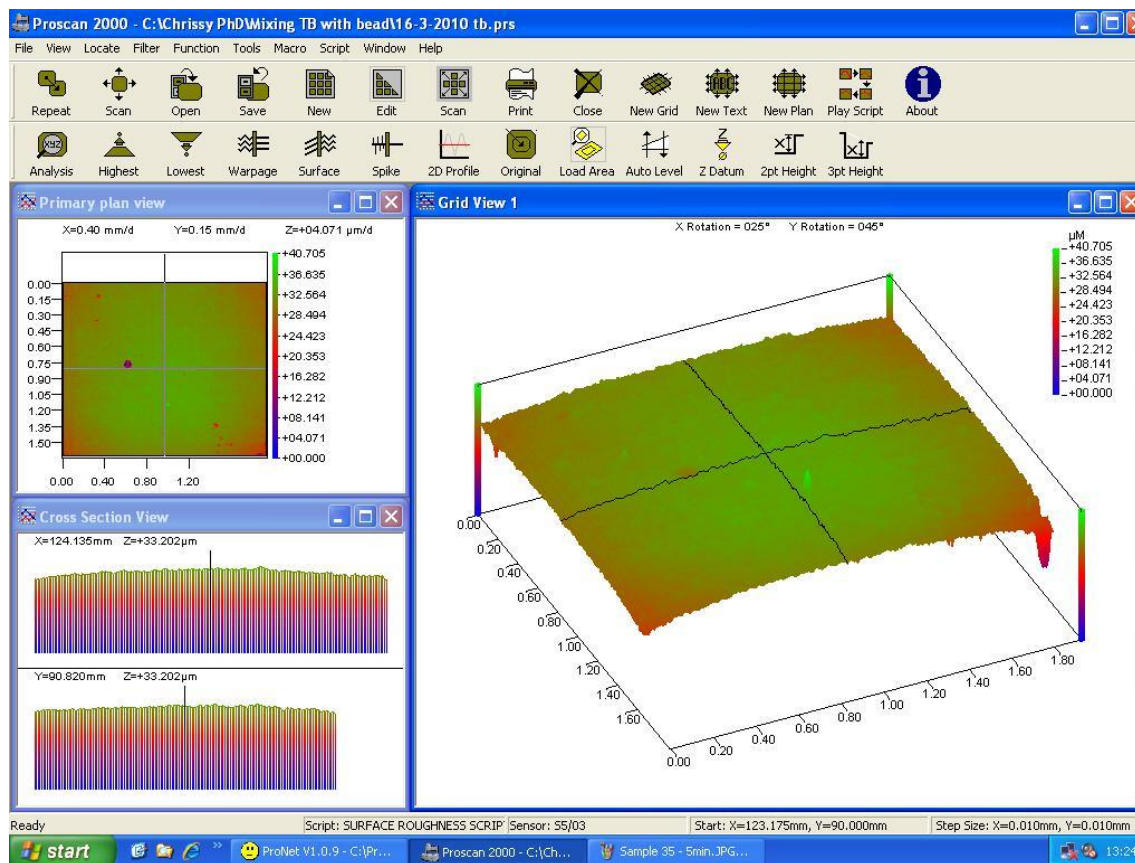 Proscan 2000 - C:\Chrissy PhD\Mixing TB with bead\16-3-2010 tb.prs
File View Locate Filter Function Tools Macro Script Window Help
Repeat Scan Open Save New Edit Scan Print Close New Grid New Text New Plan Play Script About
Analysis Highest Lowest Warpage Surface Spike 2D Profile Original Load Area Auto Level Z Datum 2pt Height 3pt Height
Primary plan view
X=0.40 mm/d Y=0.15 mm/d Z=+04.071 µm/d
+40.705
+36.635
+32.564
+28.494
+24.423
+20.353
+16.282
+12.212
+08.141
+04.071
+00.000
0.00
0.15
0.30
0.45
0.60
0.75
0.90
1.05
1.20
1.35
1.50
0.00 0.40 0.80 1.20
Cross Section View
X=124.135mm Z=+33.202µm
Y=90.820mm Z=+33.202µm
Grid View 1
X Rotation = 025° Y Rotation = 045°
µM
+40.705
+36.635
+32.564
+28.494
+24.423
+20.353
+16.282
+12.212
+08.141
+04.071
+00.000
0.00
0.20
0.40
0.60
0.80
1.00
1.20
1.40
1.60
0.00 0.20 0.40 0.60 0.80 1.00 1.20 1.40 1.60 1.80
Ready Script: SURFACE ROUGHNESS SCRIP Sensor: S5/03 Start: X=123.175mm, Y=90.000mm Step Size: X=0.010mm, Y=0.010mm
start ProNet V1.0.9 - C:\Pr... Proscan 2000 - C:\Ch... Sample 35 - 5min.JPG... 13:24